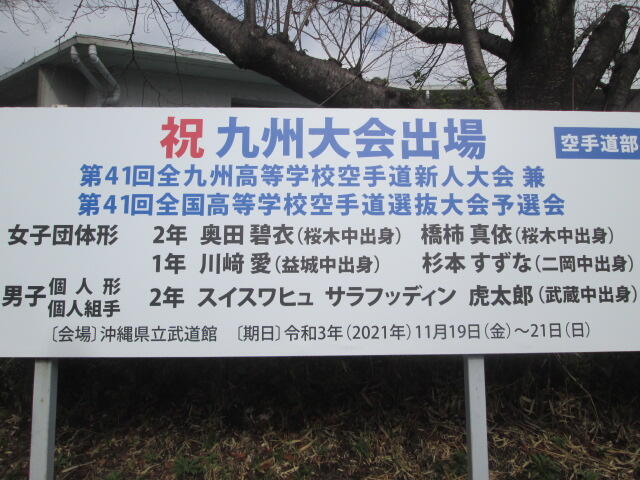 祝 九州大会出場
空手道部
第41回全九州高等学校空手道新人大会 兼
第41回全国高等学校空手道選抜大会予選会
女子団体形 2年 奥田 碧衣(桜木中出身) 橋柿 真依(桜木中出身)
1年 川﨑 愛(益城中出身) 杉本 すずな(二岡中出身)
男子 個人形 個人組手 2年 スイスワヒュ サラフッディン 虎太郎(武蔵中出身)
〔会場〕沖縄県立武道館 〔期日〕令和3年(2021年)11月19日(金)～21日(日)